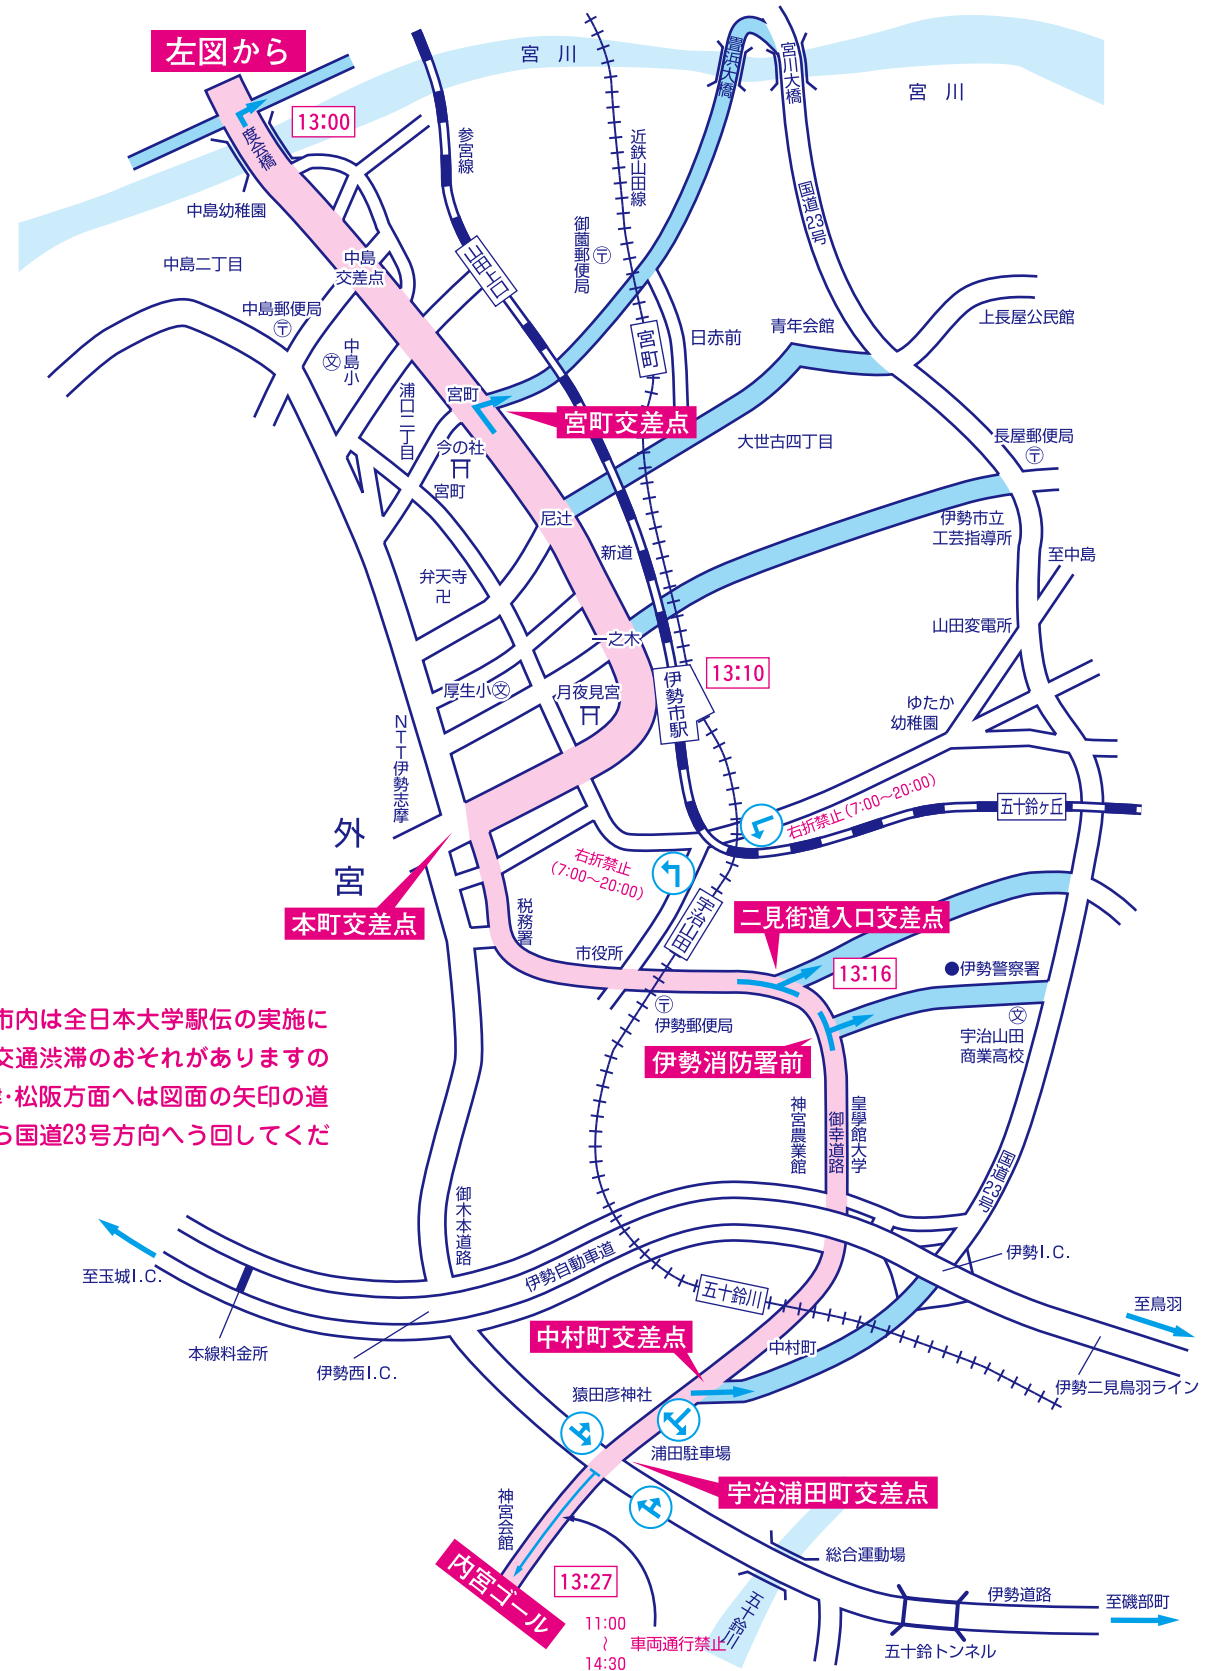 左図から
宮川
宮川
13:00
度会橋
参宮線
近鉄山田線
豊浜大橋
宮川大橋
国道23号
中島幼稚園
中島二丁目
中島
交差点
中島郵便局
〒
山田上口
御薗郵便局
〒
宮町
日赤前
青年会館
上長屋公民館
文
中島小
浦口二丁目
宮町
宮町交差点
今の社
宮町
大世古四丁目
長屋郵便局
〒
尼辻
新道
伊勢市立
工芸指導所
至中島
弁天寺
卍
一之木
山田変電所
13:10
厚生小
文
月夜見宮
伊勢市駅
ゆたか
幼稚園
NTT伊勢志摩
外宮
右折禁止(7:00〜20:00)
五十鈴ヶ丘
右折禁止
(7:00〜20:00)
本町交差点
税務署
市役所
宇治山田
二見街道入口交差点
13:16
伊勢警察署
〒
伊勢郵便局
文
宇治山田
商業高校
伊勢消防署前
市内は全日本大学駅伝の実施に
交通渋滞のおそれがありますの
・松阪方面へは図面の矢印の道
ら国道23号方向へう回してくだ
神宮農業館
御幸道路
皇學館大学
国道23号
御木本道路
伊勢自動車道
伊勢I.C.
至玉城I.C.
五十鈴川
至鳥羽
本線料金所
伊勢西I.C.
中村町交差点
中村町
伊勢二見鳥羽ライン
猿田彦神社
浦田駐車場
宇治浦田町交差点
神宮会館
内宮ゴール
13:27
11:00
〜
14:30
車両通行禁止
五十鈴川
総合運動場
伊勢道路
至磯部町
五十鈴トンネル